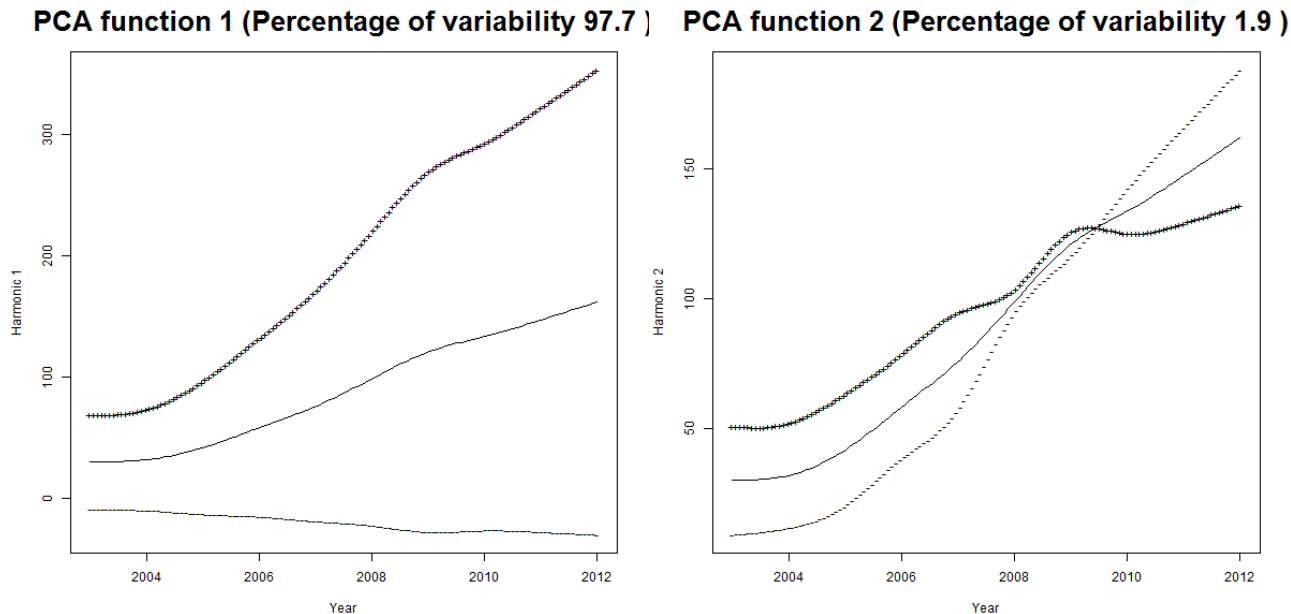 PCA function 1 (Percentage of variability 97.7 )
Harmonic 1
300
200
100
0
2004 2006 2008 2010 2012
Year
PCA function 2 (Percentage of variability 1.9 )
Harmonic 2
150
100
50
2004 2006 2008 2010 2012
Year